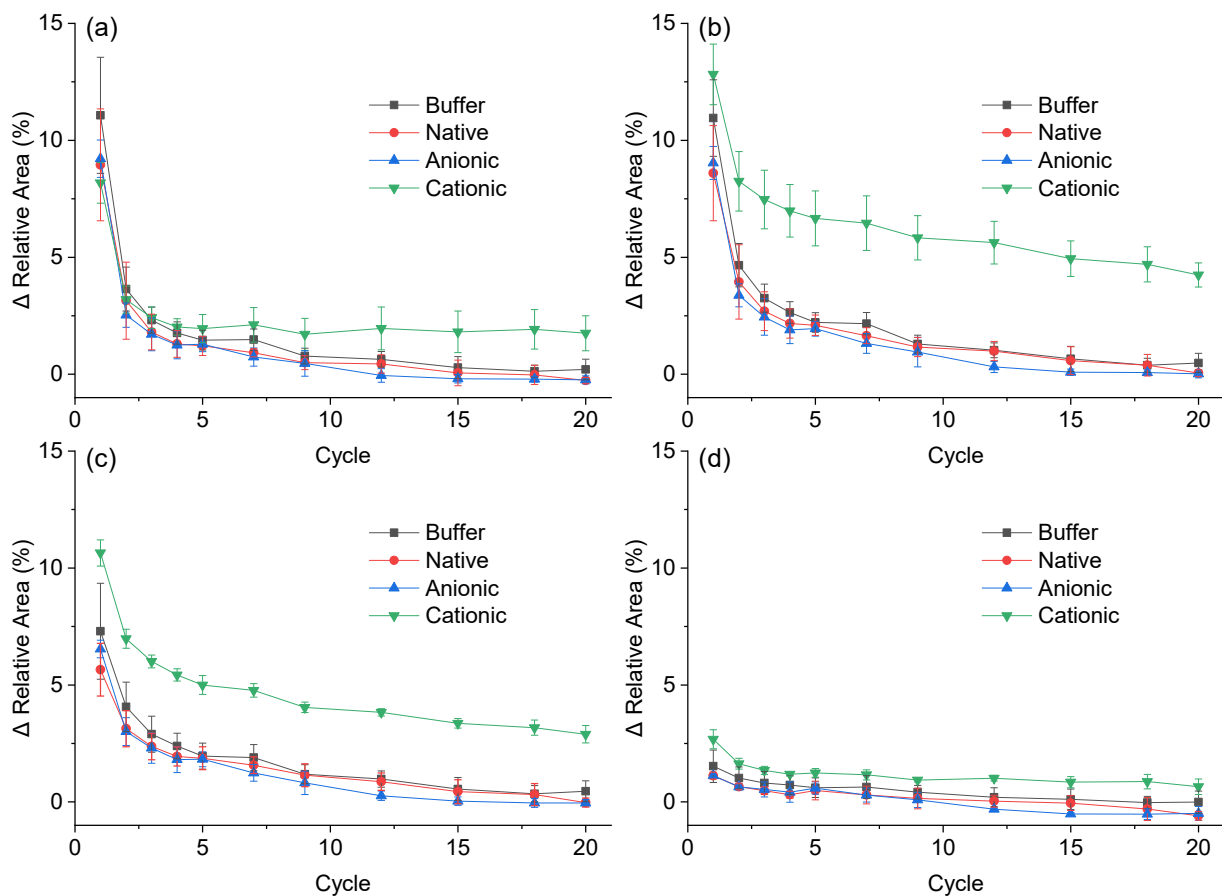 (a)
Δ Relative Area (%)
15
10
5
0
Buffer
Native
Anionic
Cationic
0 5 10 15 20
Cycle
(b)
Δ Relative Area (%)
15
10
5
0
Buffer
Native
Anionic
Cationic
0 5 10 15 20
Cycle
(c)
Δ Relative Area (%)
15
10
5
0
Buffer
Native
Anionic
Cationic
0 5 10 15 20
Cycle
(d)
Δ Relative Area (%)
15
10
5
0
Buffer
Native
Anionic
Cationic
0 5 10 15 20
Cycle